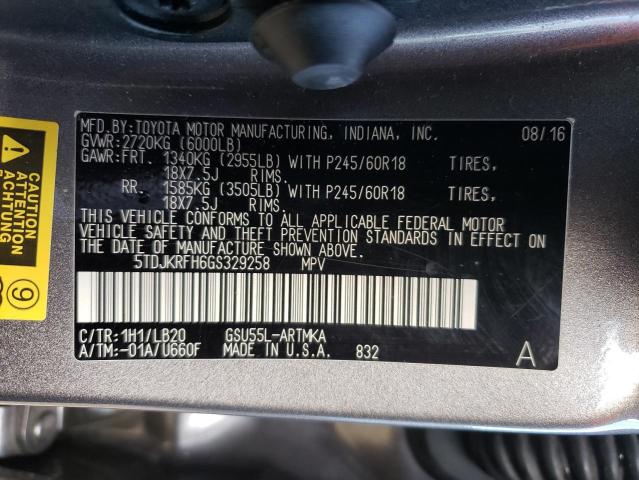 MFD.BY:TOYOTA MOTOR MANUFACTURING, INDIANA, INC. 08/16
GVWR:2720KG (6000LB)
GAWR:FRT. 1340KG (2955LB) WITH P245/60R18 TIRES,
18X7.5J RIMS.
RR. 1585KG (3505LB) WITH P245/60R18 TIRES,
18X7.5J RIMS.
THIS VEHICLE CONFORMS TO ALL APPLICABLE FEDERAL MOTOR
VEHICLE SAFETY AND THEFT PREVENTION STANDARDS IN EFFECT ON
THE DATE OF MANUFACTURE SHOWN ABOVE.
5TDJKRFH6GS329258 MPV
C/TR:1H1/LB20 GSU55L-ARTMKA
A/TM:-01A/U660F MADE IN U.S.A. 832 A
9